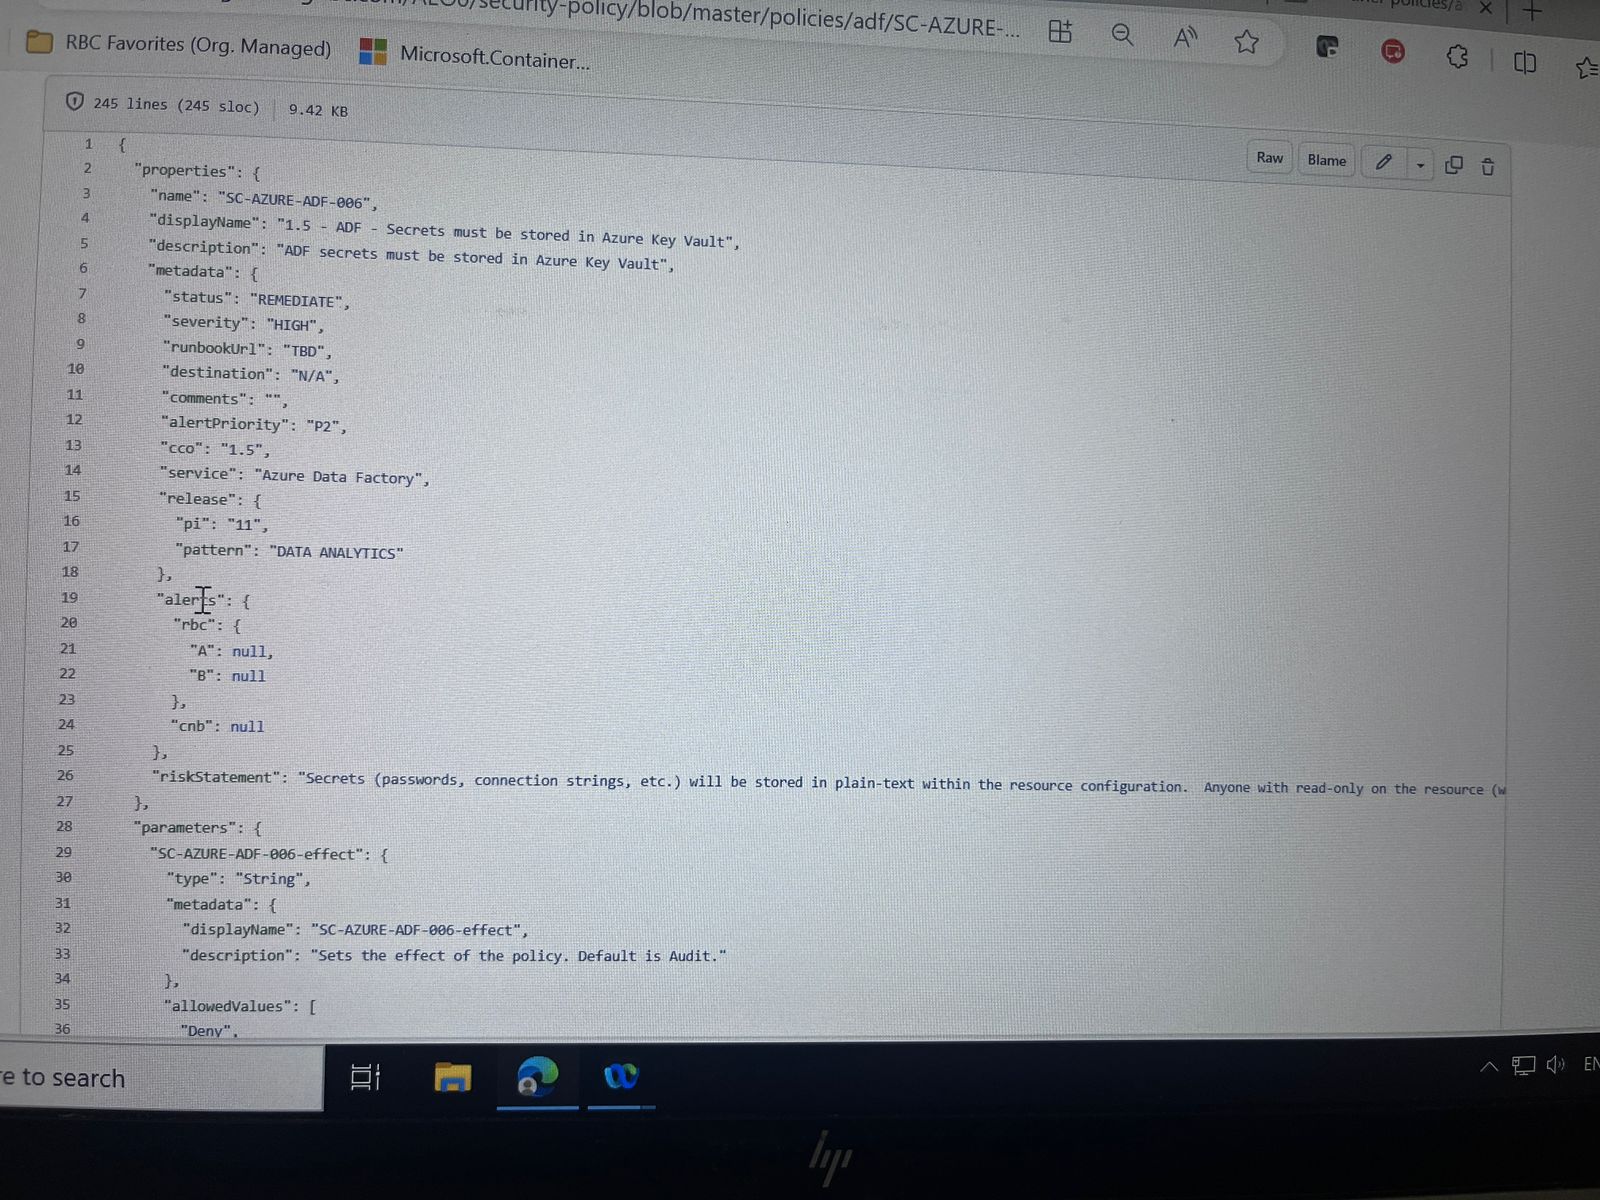 security-policy/blob/master/policies/adf/SC-AZURE-...
RBC Favorites (Org. Managed)
Microsoft.Container...
245 lines (245 sloc)
9.42 KB
Raw
Blame
1 {
2 "properties": {
3 "name": "SC-AZURE-ADF-006",
4 "displayName": "1.5 - ADF - Secrets must be stored in Azure Key Vault",
5 "description": "ADF secrets must be stored in Azure Key Vault",
6 "metadata": {
7 "status": "REMEDIATE",
8 "severity": "HIGH",
9 "runbookUrl": "TBD",
10 "destination": "N/A",
11 "comments": "",
12 "alertPriority": "P2",
13 "cco": "1.5",
14 "service": "Azure Data Factory",
15 "release": {
16 "pi": "11",
17 "pattern": "DATA ANALYTICS"
18 },
19 "alerts": {
20 "rbc": {
21 "A": null,
22 "B": null
23 },
24 "cnb": null
25 },
26 "riskStatement": "Secrets (passwords, connection strings, etc.) will be stored in plain-text within the resource configuration.  Anyone with read-only on the resource (w
27 },
28 "parameters": {
29 "SC-AZURE-ADF-006-effect": {
30 "type": "String",
31 "metadata": {
32 "displayName": "SC-AZURE-ADF-006-effect",
33 "description": "Sets the effect of the policy. Default is Audit."
34 },
35 "allowedValues": [
36 "Deny",
re to search
EN
hp